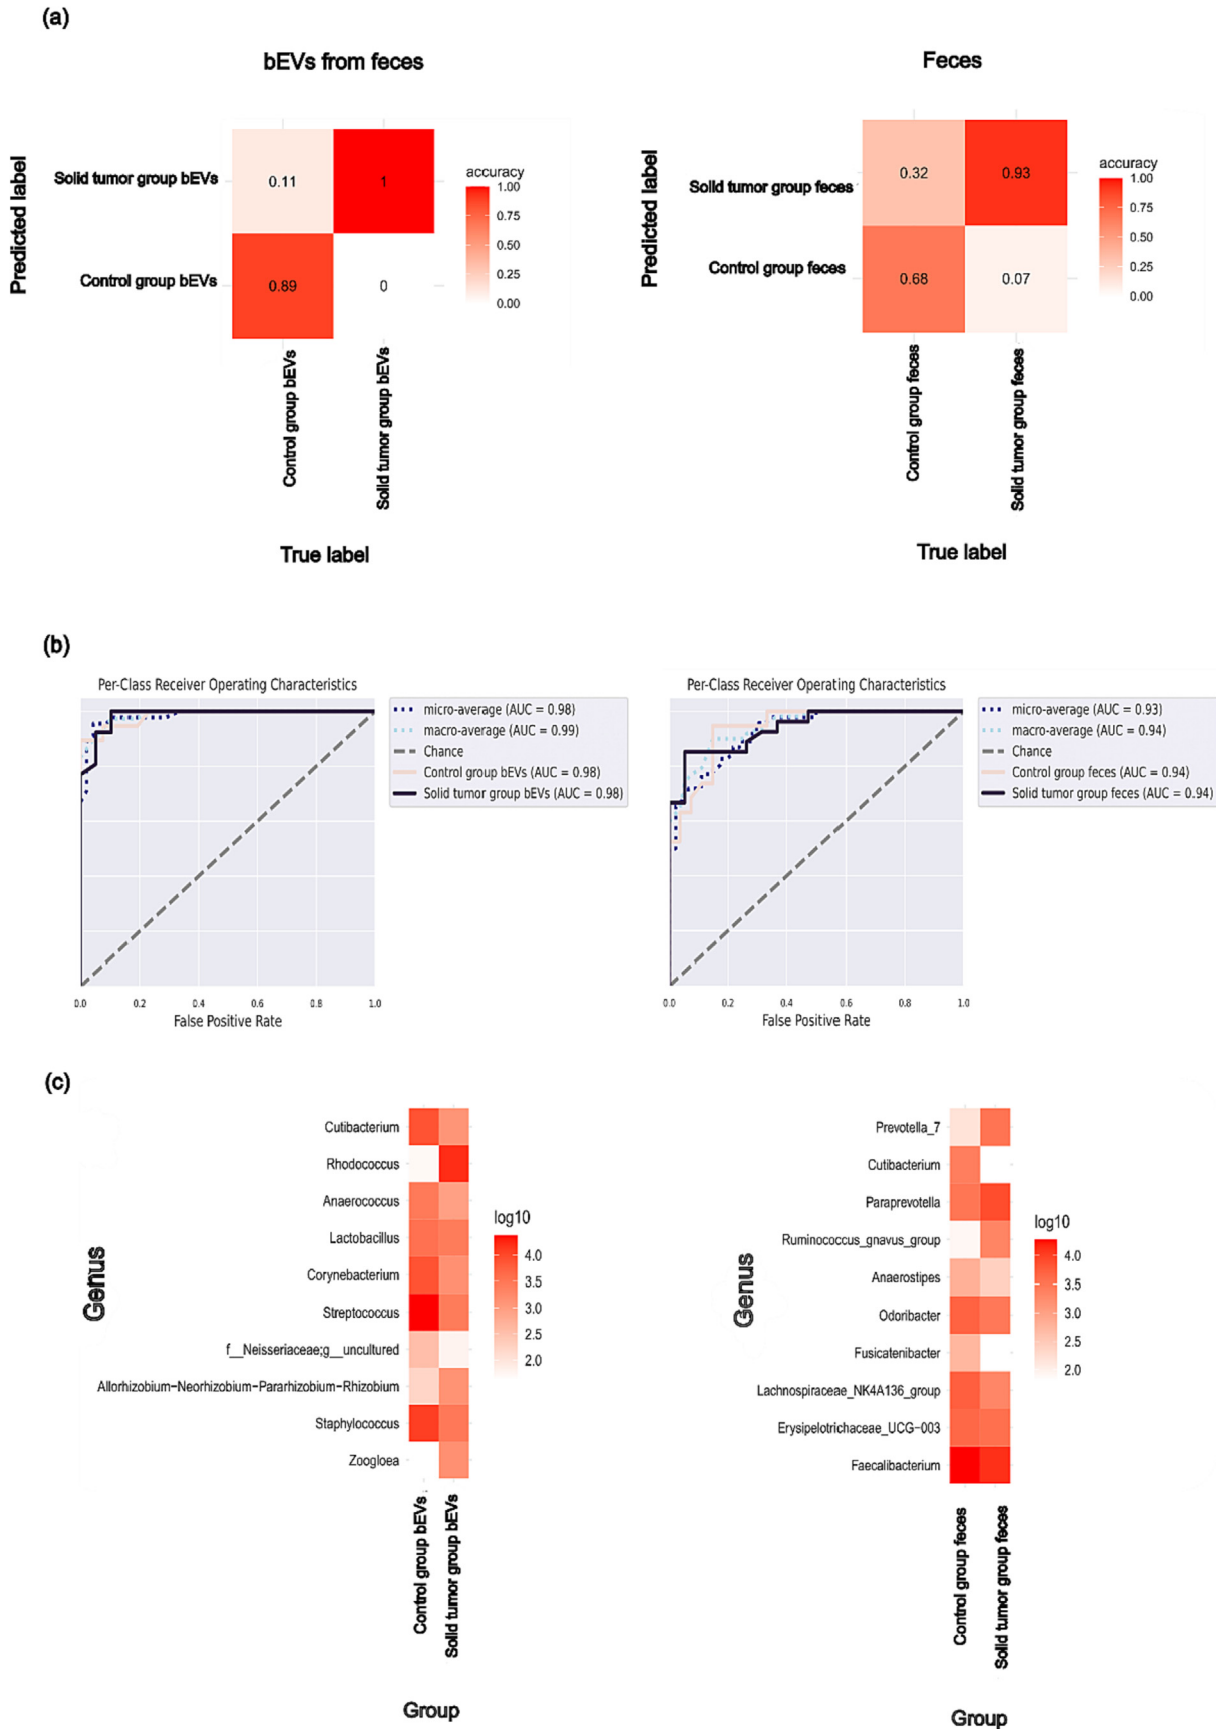 (a)
bEVs from feces
Predicted label
Solid tumor group bEVs
Control group bEVs
0.11
1
0.89
0
accuracy
1.00
0.75
0.50
0.25
0.00
Control group bEVs
Solid tumor group bEVs
True label
Feces
Predicted label
Solid tumor group feces
Control group feces
0.32
0.93
0.68
0.07
accuracy
1.00
0.75
0.50
0.25
0.00
Control group feces
Solid tumor group feces
True label
(b)
Per-Class Receiver Operating Characteristics
micro-average (AUC = 0.98)
macro-average (AUC = 0.99)
Chance
Control group bEVs (AUC = 0.98)
Solid tumor group bEVs (AUC = 0.98)
0.0 0.2 0.4 0.6 0.8 1.0
False Positive Rate
Per-Class Receiver Operating Characteristics
micro-average (AUC = 0.93)
macro-average (AUC = 0.94)
Chance
Control group feces (AUC = 0.94)
Solid tumor group feces (AUC = 0.94)
0.0 0.2 0.4 0.6 0.8 1.0
False Positive Rate
(c)
Genus
Cutibacterium
Rhodococcus
Anaerococcus
Lactobacillus
Corynebacterium
Streptococcus
f__Neisseriaceae;g__uncultured
Allorhizobium-Neorhizobium-Pararhizobium-Rhizobium
Staphylococcus
Zoogloea
log10
4.0
3.5
3.0
2.5
2.0
Control group bEVs
Solid tumor group bEVs
Group
Genus
Prevotella_7
Cutibacterium
Paraprevotella
Ruminococcus_gnavus_group
Anaerostipes
Odoribacter
Fusicatenibacter
Lachnospiraceae_NK4A136_group
Erysipelotrichaceae_UCG-003
Faecalibacterium
log10
4.0
3.5
3.0
2.5
2.0
Control group feces
Solid tumor group feces
Group